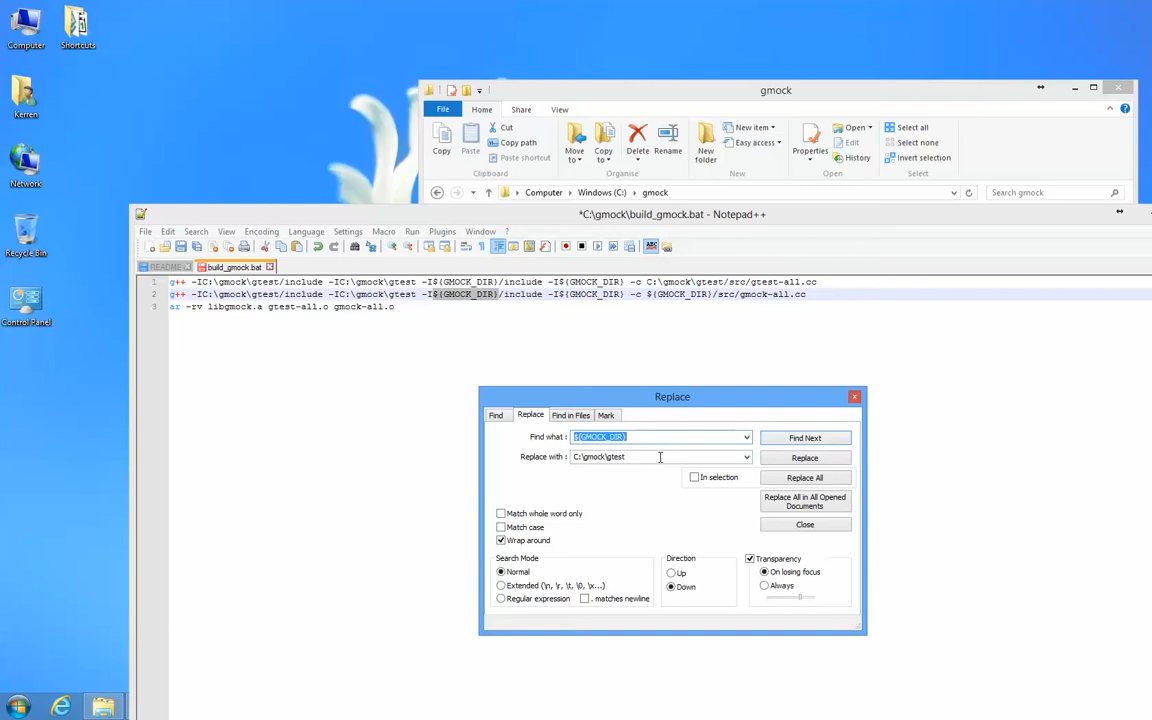 Computer
Shortcuts
Kerren
Network
Recycle Bin
Control Panel
gmock
File Home Share View
Copy
Paste
Cut
Copy path
Paste shortcut
Clipboard
Move to
Copy to
Delete
Rename
Organise
New folder
New item
Easy access
New
Properties
Open
Edit
History
Open
Select all
Select none
Invert selection
Select
Computer Windows (C:) gmock
Search gmock
*C:\gmock\build_gmock.bat - Notepad++
File Edit Search View Encoding Language Settings Macro Run Plugins Window ?
README build_gmock.bat
1 g++ -IC:\gmock\gtest/include -IC:\gmock\gtest -I${GMOCK_DIR}/include -I${GMOCK_DIR} -c C:\gmock\gtest/src/gtest-all.cc
2 g++ -IC:\gmock\gtest/include -IC:\gmock\gtest -I${GMOCK_DIR}/include -I${GMOCK_DIR} -c ${GMOCK_DIR}/src/gmock-all.cc
3 ar -rv libgmock.a gtest-all.o gmock-all.o
Replace
Find Replace Find in Files Mark
Find what : ${GMOCK_DIR} Find Next
Replace with : C:\gmock\gtest Replace
In selection Replace All
Replace All in All Opened Documents
Close
Match whole word only
Match case
Wrap around
Search Mode
Normal
Extended (\n, \r, \t, \0, \x...)
Regular expression . matches newline
Direction
Up
Down
Transparency
On losing focus
Always